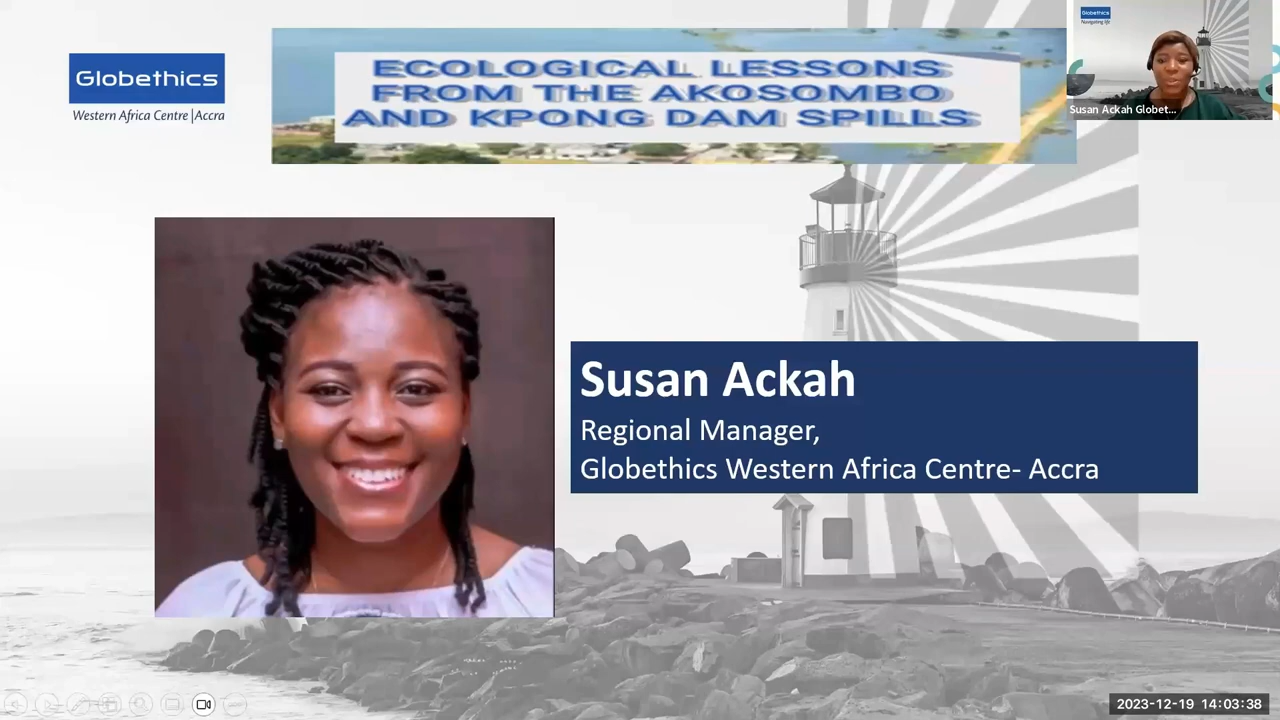 Globethics
Western Africa Centre|Accra
ECOLOGICAL LESSONS
FROM THE AKOSOMBO
AND KPONG DAM SPILLS
Globethics
Susan Ackah Globet...
Susan Ackah
Regional Manager,
Globethics Western Africa Centre- Accra
2023-12-19 14:03:38